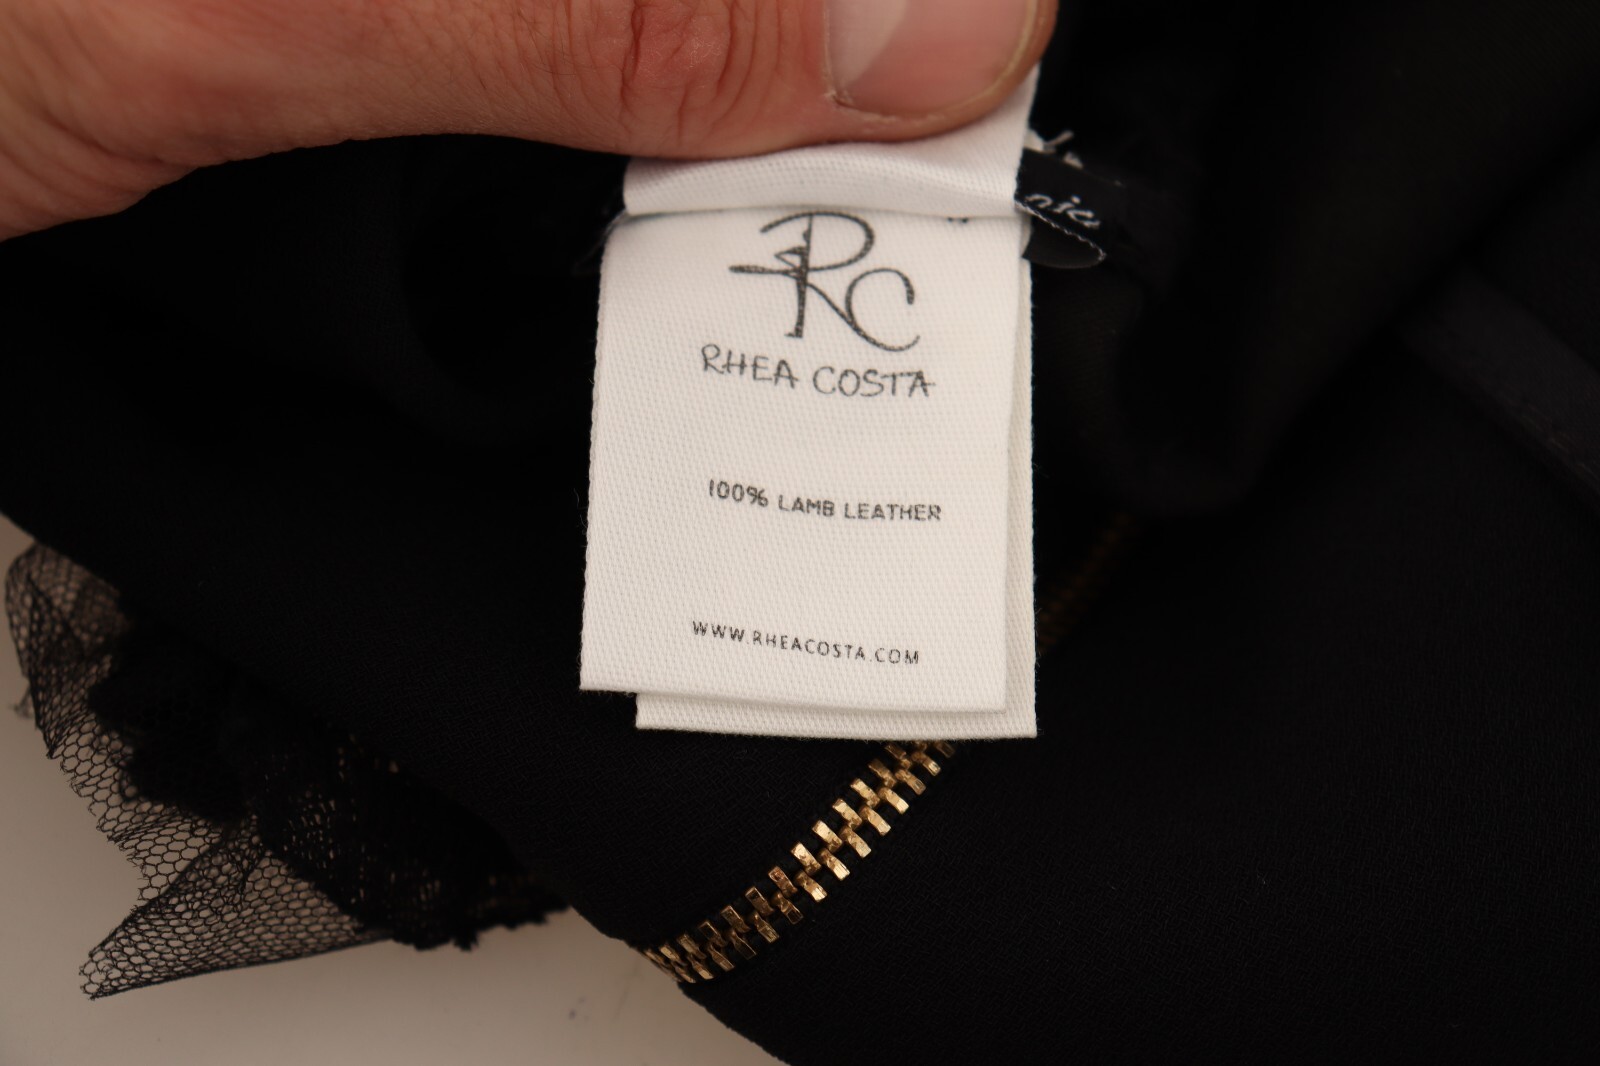 RC
RHEA COSTA
100% LAMB LEATHER
WWW.RHEACOSTA.COM